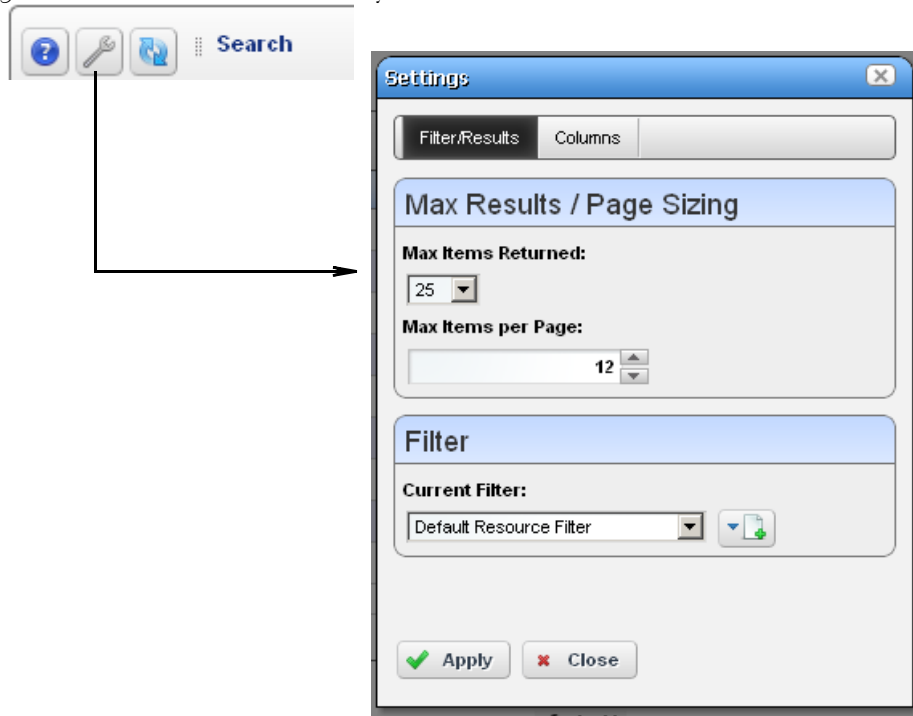 Search
Settings
Filter/Results Columns
Max Results / Page Sizing
Max Items Returned:
25
Max Items per Page:
12
Filter
Current Filter:
Default Resource Filter
Apply Close